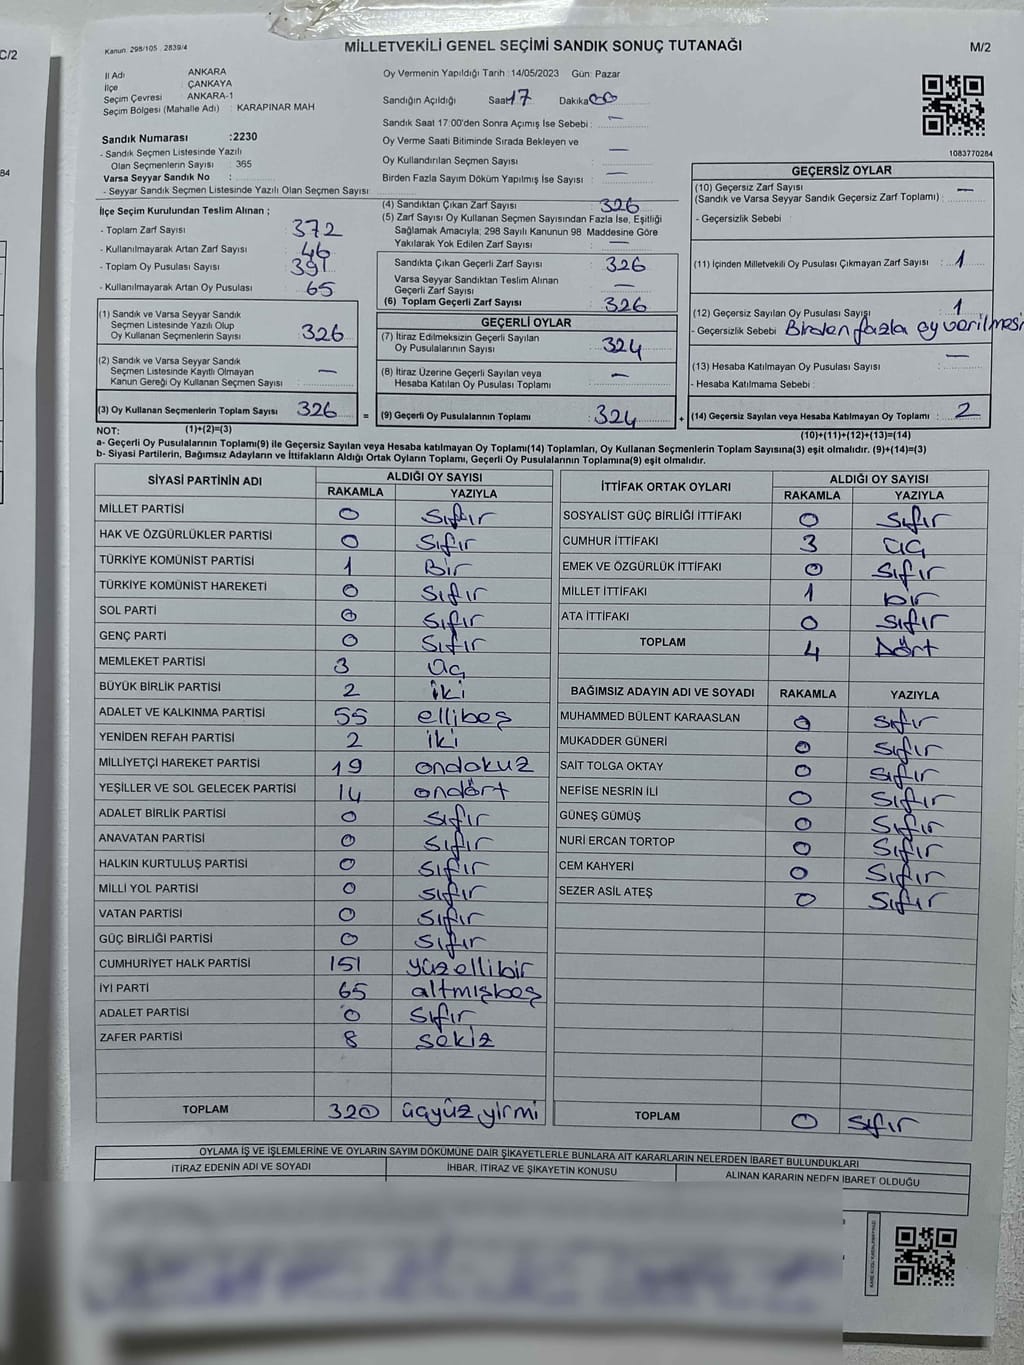 C/2
84
Kanun: 298/105 . 2839/4
MİLLETVEKİLİ GENEL SEÇİMİ SANDIK SONUÇ TUTANAĞI
M/2
İl Adı : ANKARA
İlçe : ÇANKAYA
Seçim Çevresi : ANKARA-1
Seçim Bölgesi (Mahalle Adı) : KARAPINAR MAH
Sandık Numarası :2230
- Sandık Seçmen Listesinde Yazılı
Olan Seçmenlerin Sayısı : 365
Varsa Seyyar Sandık No :
- Seyyar Sandık Seçmen Listesinde Yazılı Olan Seçmen Sayısı :
Oy Vermenin Yapıldığı Tarih :14/05/2023 Gün: Pazar
Sandığın Açıldığı Saat 17 Dakika 00
Sandık Saat 17:00'den Sonra Açımış İse Sebebi : —
Oy Verme Saati Bitiminde Sırada Bekleyen ve
Oy Kullandırılan Seçmen Sayısı : —
Birden Fazla Sayım Döküm Yapılmış İse Sayısı : —
1083770284
İlçe Seçim Kurulundan Teslim Alınan ;
- Toplam Zarf Sayısı : 372
- Kullanılmayarak Artan Zarf Sayısı : 46
- Toplam Oy Pusulası Sayısı : 391
- Kullanılmayarak Artan Oy Pusulası : 65
(4) Sandıktan Çıkan Zarf Sayısı : 326
(5) Zarf Sayısı Oy Kullanan Seçmen Sayısından Fazla İse, Eşitliği
Sağlamak Amacıyla; 298 Sayılı Kanunun 98. Maddesine Göre
Yakılarak Yok Edilen Zarf Sayısı : —
Sandıkta Çıkan Geçerli Zarf Sayısı : 326
Varsa Seyyar Sandıktan Teslim Alınan
Geçerli Zarf Sayısı : —
(6) Toplam Geçerli Zarf Sayısı : 326
GEÇERSİZ OYLAR
(10) Geçersiz Zarf Sayısı
(Sandık ve Varsa Seyyar Sandık Geçersiz Zarf Toplamı) : —
- Geçersizlik Sebebi :
(11) İçinden Milletvekili Oy Pusulası Çıkmayan Zarf Sayısı : 1
(12) Geçersiz Sayılan Oy Pusulası Sayısı : 1
- Geçersizlik Sebebi : Birden fazla oy verilmesi
(13) Hesaba Katılmayan Oy Pusulası Sayısı : —
- Hesaba Katılmama Sebebi :
(14) Geçersiz Sayılan veya Hesaba Katılmayan Oy Toplamı : 2
(10)+(11)+(12)+(13)=(14)
(1) Sandık ve Varsa Seyyar Sandık
Seçmen Listesinde Yazılı Olup
Oy Kullanan Seçmenlerin Sayısı : 326
(2) Sandık ve Varsa Seyyar Sandık
Seçmen Listesinde Kayıtlı Olmayan
Kanun Gereği Oy Kullanan Seçmen Sayısı : —
(3) Oy Kullanan Seçmenlerin Toplam Sayısı : 326 =
(1)+(2)=(3)
GEÇERLİ OYLAR
(7) İtiraz Edilmeksizin Geçerli Sayılan
Oy Pusulalarının Sayısı : 324
(8) İtiraz Üzerine Geçerli Sayılan veya
Hesaba Katılan Oy Pusulası Toplamı : —
(9) Geçerli Oy Pusulalarının Toplamı : 324 +
NOT:
a- Geçerli Oy Pusulalarının Toplamı(9) ile Geçersiz Sayılan veya Hesaba katılmayan Oy Toplamı(14) Toplamları, Oy Kullanan Seçmenlerin Toplam Sayısına(3) eşit olmalıdır. (9)+(14)=(3)
b- Siyasi Partilerin, Bağımsız Adayların ve İttifakların Aldığı Ortak Oyların Toplamı, Geçerli Oy Pusulalarının Toplamına(9) eşit olmalıdır.
SİYASİ PARTİNİN ADI ALDIĞI OY SAYISI
RAKAMLA YAZIYLA
MİLLET PARTİSİ 0 Sıfır
HAK VE ÖZGÜRLÜKLER PARTİSİ 0 Sıfır
TÜRKİYE KOMÜNİST PARTİSİ 1 Bir
TÜRKİYE KOMÜNİST HAREKETİ 0 Sıfır
SOL PARTİ 0 Sıfır
GENÇ PARTİ 0 Sıfır
MEMLEKET PARTİSİ 3 Üç
BÜYÜK BİRLİK PARTİSİ 2 İki
ADALET VE KALKINMA PARTİSİ 55 ellibeş
YENİDEN REFAH PARTİSİ 2 iki
MİLLİYETÇİ HAREKET PARTİSİ 19 ondokuz
YEŞİLLER VE SOL GELECEK PARTİSİ 14 ondört
ADALET BİRLİK PARTİSİ 0 Sıfır
ANAVATAN PARTİSİ 0 Sıfır
HALKIN KURTULUŞ PARTİSİ 0 Sıfır
MİLLİ YOL PARTİSİ 0 Sıfır
VATAN PARTİSİ 0 Sıfır
GÜÇ BİRLİĞİ PARTİSİ 0 Sıfır
CUMHURİYET HALK PARTİSİ 151 yüzellibir
İYİ PARTİ 65 altmışbeş
ADALET PARTİSİ 0 Sıfır
ZAFER PARTİSİ 8 sekiz
TOPLAM 320 üçyüz yirmi
İTTİFAK ORTAK OYLARI ALDIĞI OY SAYISI
RAKAMLA YAZIYLA
SOSYALİST GÜÇ BİRLİĞİ İTTİFAKI 0 Sıfır
CUMHUR İTTİFAKI 3 üç
EMEK VE ÖZGÜRLÜK İTTİFAKI 0 Sıfır
MİLLET İTTİFAKI 1 bir
ATA İTTİFAKI 0 Sıfır
TOPLAM 4 Dört
BAĞIMSIZ ADAYIN ADI VE SOYADI RAKAMLA YAZIYLA
MUHAMMED BÜLENT KARAASLAN 0 Sıfır
MUKADDER GÜNERİ 0 Sıfır
SAİT TOLGA OKTAY 0 Sıfır
NEFİSE NESRİN İLİ 0 Sıfır
GÜNEŞ GÜMÜŞ 0 Sıfır
NURİ ERCAN TORTOP 0 Sıfır
CEM KAHYERİ 0 Sıfır
SEZER ASİL ATEŞ 0 Sıfır
TOPLAM 0 Sıfır
OYLAMA İŞ VE İŞLEMLERİNE VE OYLARIN SAYIM DÖKÜMÜNE DAİR ŞİKAYETLERLE BUNLARA AİT KARARLARIN NELERDEN İBARET BULUNDUKLARI
İTİRAZ EDENİN ADI VE SOYADI İHBAR, İTİRAZ VE ŞİKAYETİN KONUSU ALINAN KARARIN NEDEN İBARET OLDUĞU